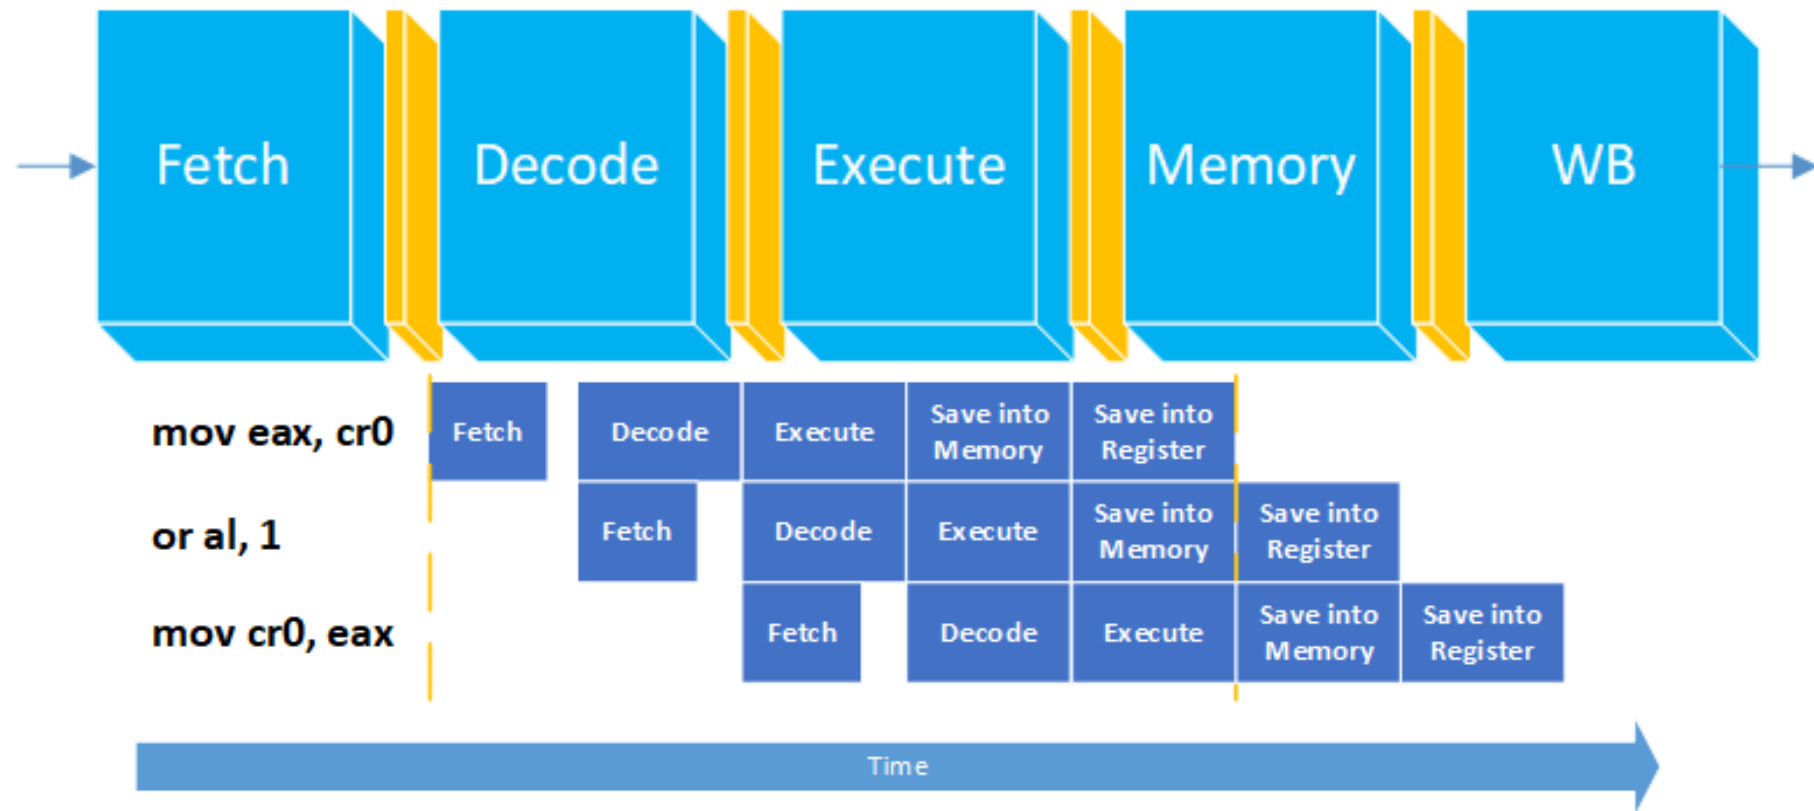 Fetch
Decode
Execute
Memory
WB
mov eax, cr0
Fetch
Decode
Execute
Save into
Memory
Save into
Register
or al, 1
Fetch
Decode
Execute
Save into
Memory
Save into
Register
mov cr0, eax
Fetch
Decode
Execute
Save into
Memory
Save into
Register
Time